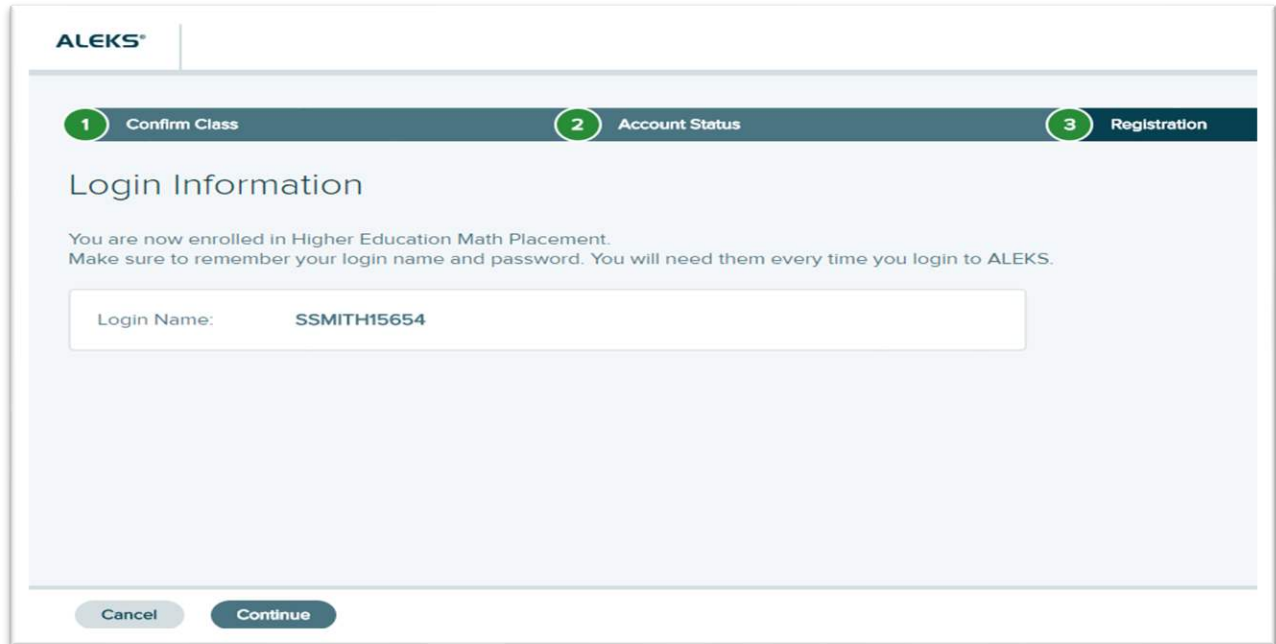 ALEKS®
1 Confirm Class 2 Account Status 3 Registration
Login Information
You are now enrolled in Higher Education Math Placement.
Make sure to remember your login name and password. You will need them every time you login to ALEKS.
Login Name: SSMITH15654
Cancel Continue